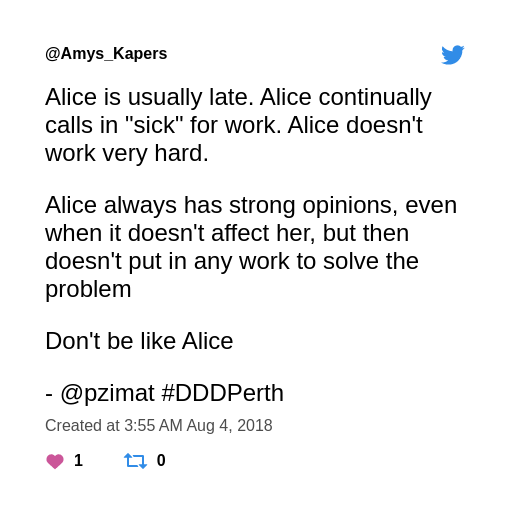 @Amys_Kapers
Alice is usually late. Alice continually
calls in "sick" for work. Alice doesn't
work very hard.
Alice always has strong opinions, even
when it doesn't affect her, but then
doesn't put in any work to solve the
problem
Don't be like Alice
- @pzimat #DDDPerth
Created at 3:55 AM Aug 4, 2018
1 0